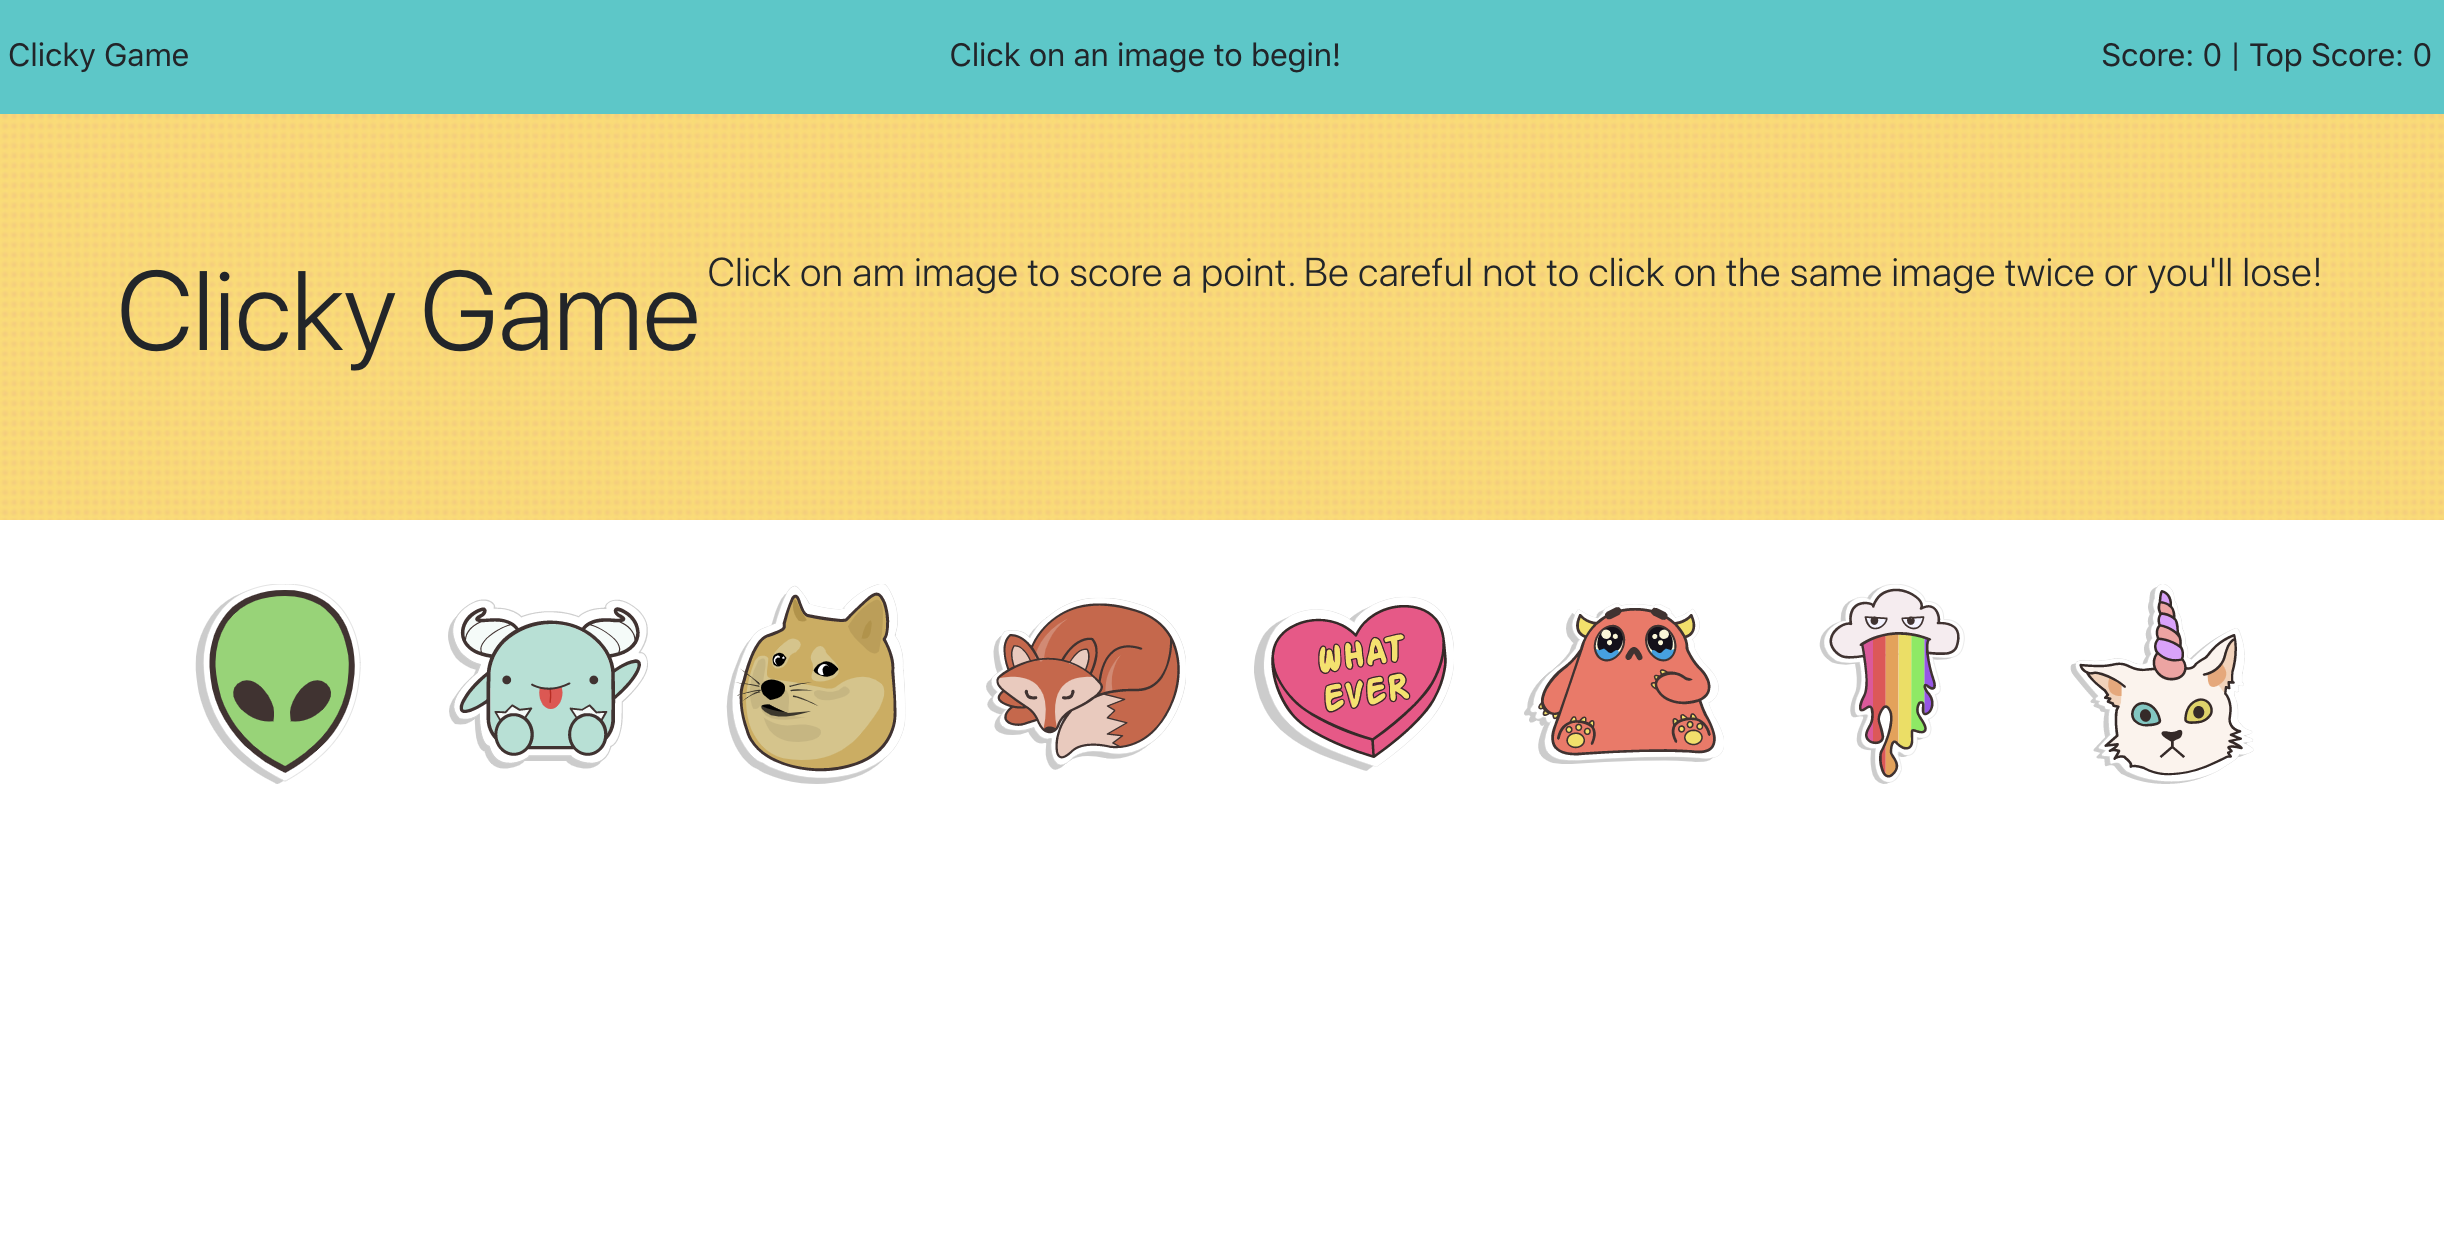 Clicky Game
Click on an image to begin!
Score: 0 | Top Score: 0
Clicky Game
Click on am image to score a point. Be careful not to click on the same image twice or you'll lose!
WHAT
EVER